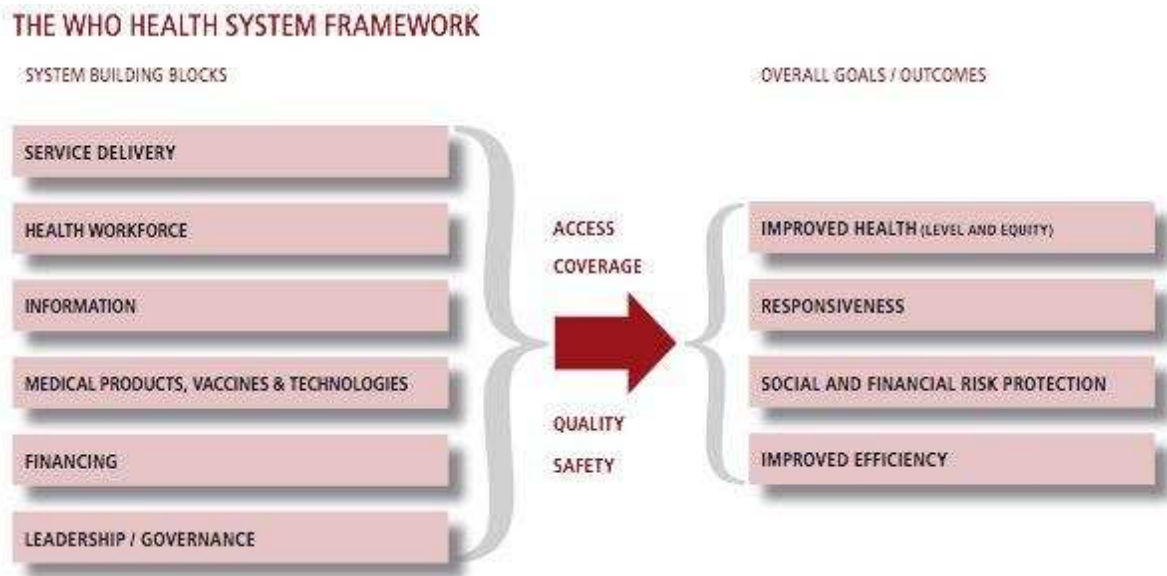 THE WHO HEALTH SYSTEM FRAMEWORK
SYSTEM BUILDING BLOCKS
OVERALL GOALS / OUTCOMES
SERVICE DELIVERY
HEALTH WORKFORCE
INFORMATION
MEDICAL PRODUCTS, VACCINES & TECHNOLOGIES
FINANCING
LEADERSHIP / GOVERNANCE
ACCESS
COVERAGE
QUALITY
SAFETY
IMPROVED HEALTH (LEVEL AND EQUITY)
RESPONSIVENESS
SOCIAL AND FINANCIAL RISK PROTECTION
IMPROVED EFFICIENCY